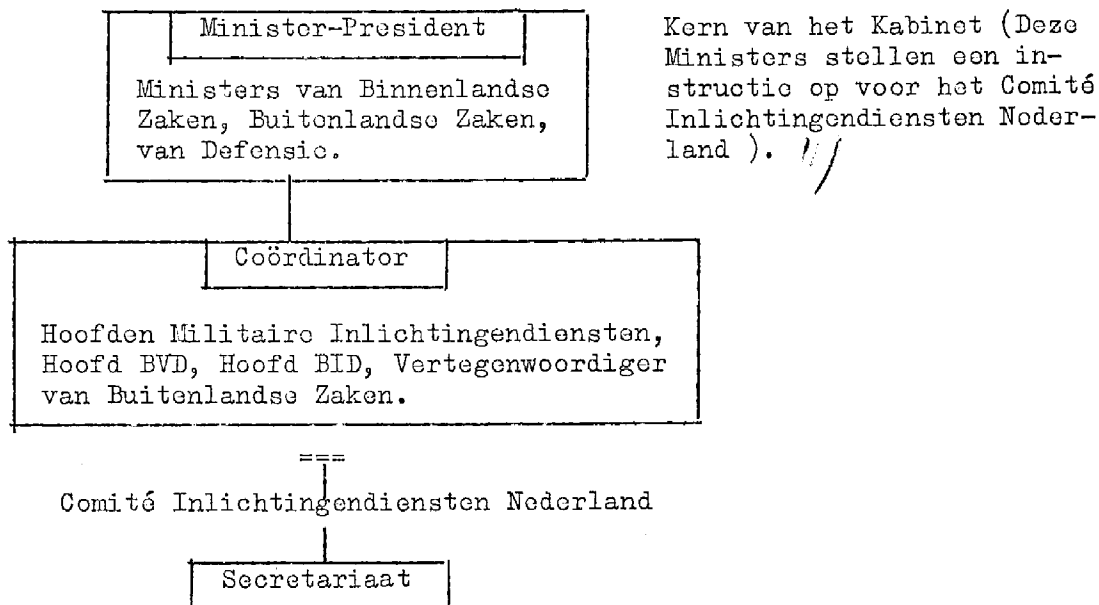 Minister-President
Ministers van Binnenlandse
Zaken, Buitenlandse Zaken,
van Defensie.
Kern van het Kabinet (Deze
Ministers stellen een in-
structie op voor het Comité
Inlichtingendiensten Neder-
land ).
Coördinator
Hoofden Militaire Inlichtingendiensten,
Hoofd BVD, Hoofd BID, Vertegenwoordiger
van Buitenlandse Zaken.
===
Comité Inlichtingendiensten Nederland
Secretariaat